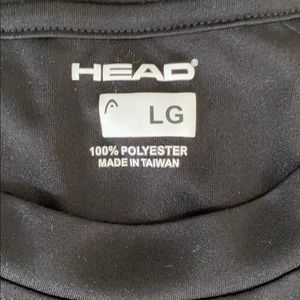 HEAD®
LG
100% POLYESTER
MADE IN TAIWAN